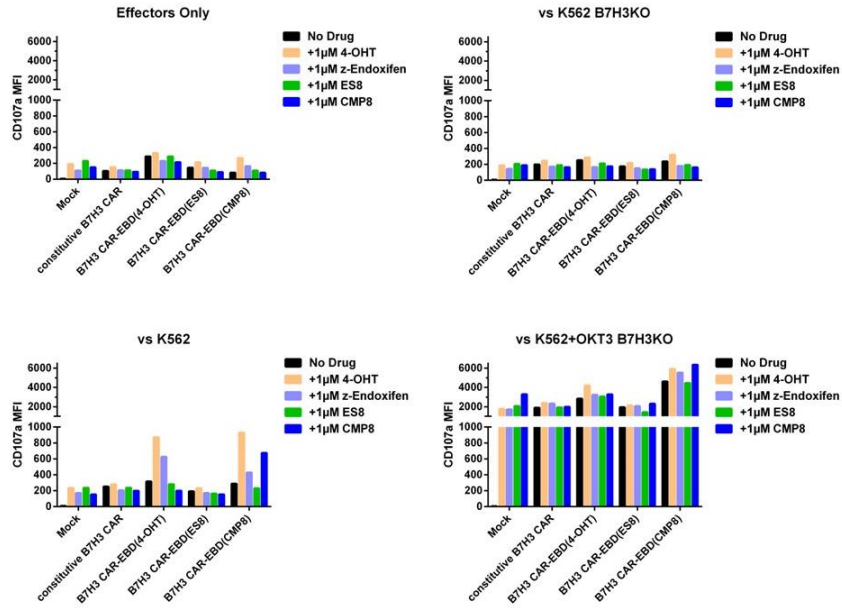 Effectors Only
CD107a MFI
6000
4000
2000
1000
800
600
400
200
0
Mock
constitutive B7H3 CAR
B7H3 CAR-EBD(4-OHT)
B7H3 CAR-EBD(ES8)
B7H3 CAR-EBD(CMP8)
No Drug
+1µM 4-OHT
+1µM z-Endoxifen
+1µM ES8
+1µM CMP8
vs K562 B7H3KO
CD107a MFI
6000
4000
2000
1000
800
600
400
200
0
Mock
constitutive B7H3 CAR
B7H3 CAR-EBD(4-OHT)
B7H3 CAR-EBD(ES8)
B7H3 CAR-EBD(CMP8)
No Drug
+1µM 4-OHT
+1µM z-Endoxifen
+1µM ES8
+1µM CMP8
vs K562
CD107a MFI
6000
4000
2000
1000
800
600
400
200
0
Mock
constitutive B7H3 CAR
B7H3 CAR-EBD(4-OHT)
B7H3 CAR-EBD(ES8)
B7H3 CAR-EBD(CMP8)
No Drug
+1µM 4-OHT
+1µM z-Endoxifen
+1µM ES8
+1µM CMP8
vs K562+OKT3 B7H3KO
CD107a MFI
6000
4000
2000
1000
800
600
400
200
0
Mock
constitutive B7H3 CAR
B7H3 CAR-EBD(4-OHT)
B7H3 CAR-EBD(ES8)
B7H3 CAR-EBD(CMP8)
No Drug
+1µM 4-OHT
+1µM z-Endoxifen
+1µM ES8
+1µM CMP8